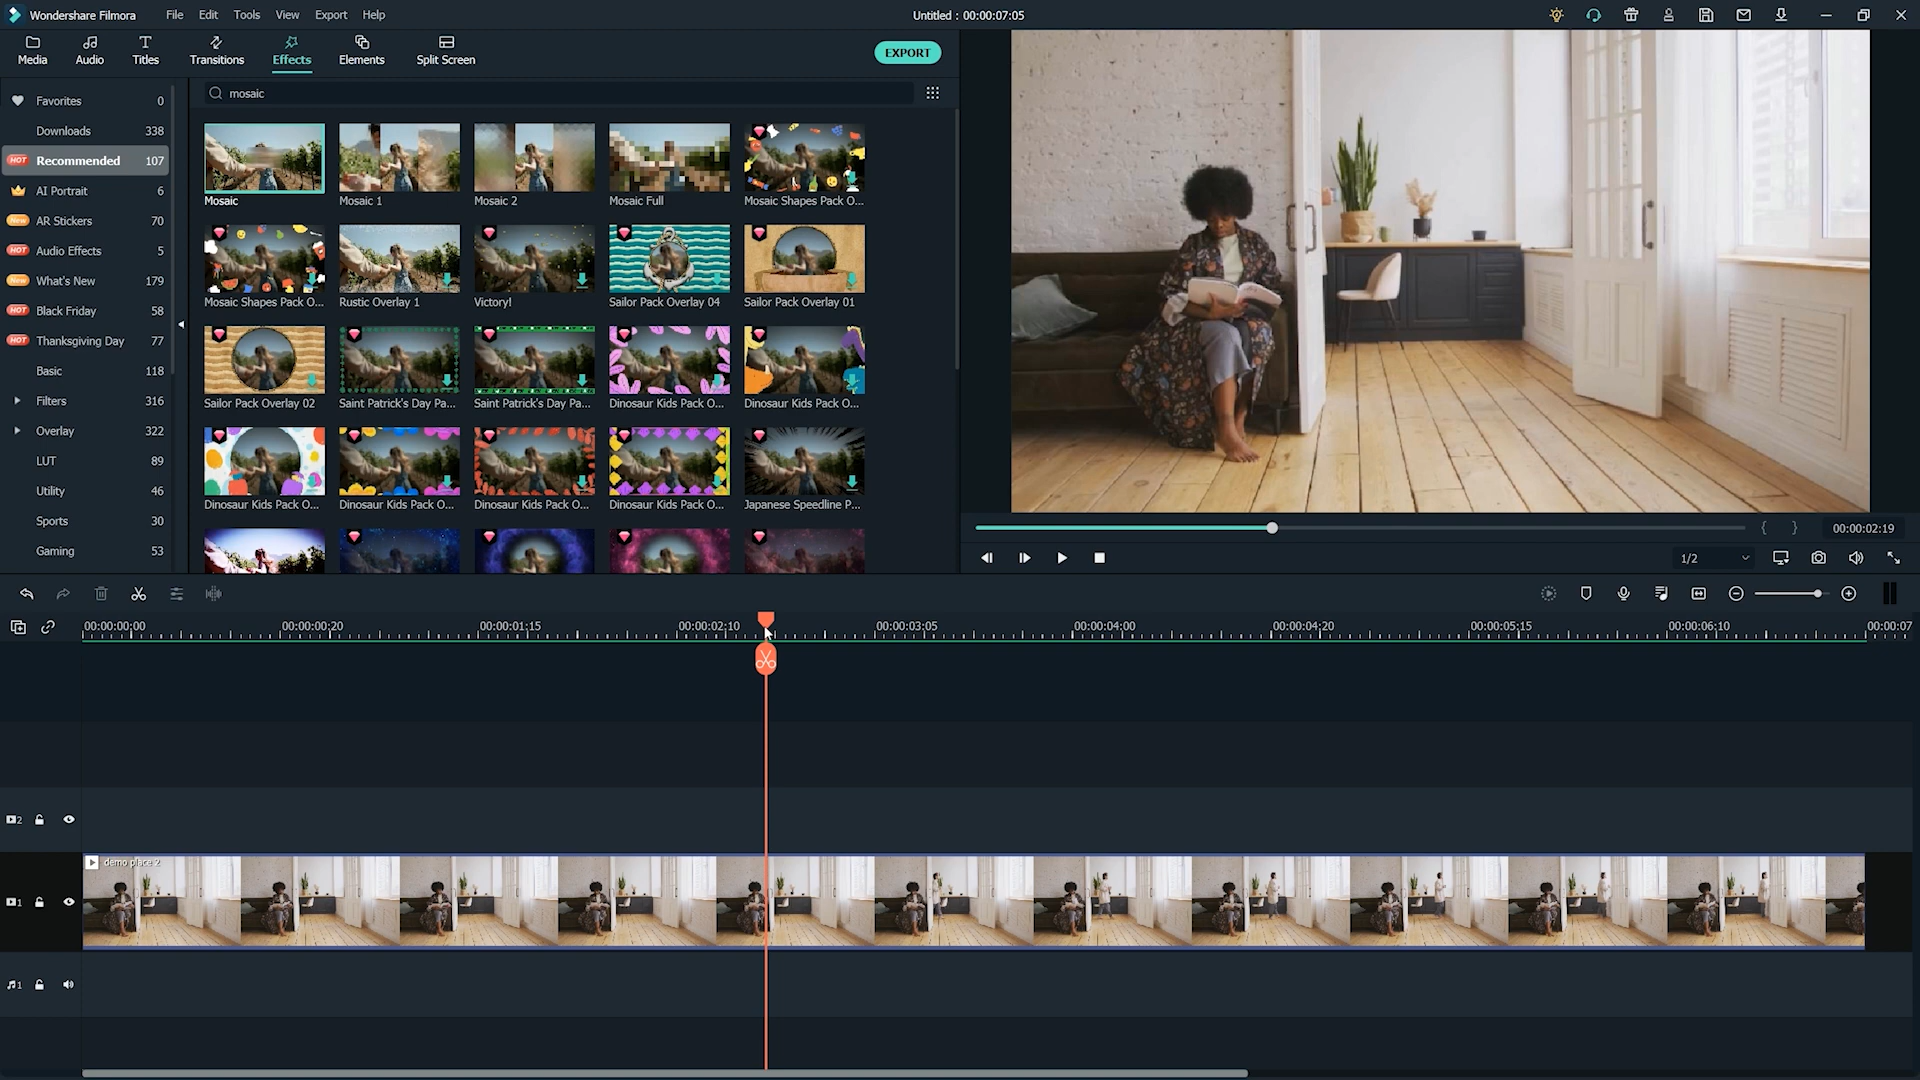 Wondershare Filmora File Edit Tools View Export Help
Untitled : 00:00:07:05
Media Audio Titles Transitions Effects Elements Split Screen
EXPORT
Favorites 0
Downloads 338
HOT Recommended 107
AI Portrait 6
New AR Stickers 70
HOT Audio Effects 5
New What's New 179
HOT Black Friday 58
HOT Thanksgiving Day 77
Basic 118
Filters 316
Overlay 322
LUT 89
Utility 46
Sports 30
Gaming 53
mosaic
Mosaic Mosaic 1 Mosaic 2 Mosaic Full Mosaic Shapes Pack O...
Mosaic Shapes Pack O... Rustic Overlay 1 Victory! Sailor Pack Overlay 04 Sailor Pack Overlay 01
Sailor Pack Overlay 02 Saint Patrick's Day Pa... Saint Patrick's Day Pa... Dinosaur Kids Pack O... Dinosaur Kids Pack O...
Dinosaur Kids Pack O... Dinosaur Kids Pack O... Dinosaur Kids Pack O... Dinosaur Kids Pack O... Japanese Speedline P...
{ } 00:00:02:19
1/2
00:00:00:00 00:00:00:20 00:00:01:15 00:00:02:10 00:00:03:05 00:00:04:00 00:00:04:20 00:00:05:15 00:00:06:10 00:00:07
2
demo place 2
1
1